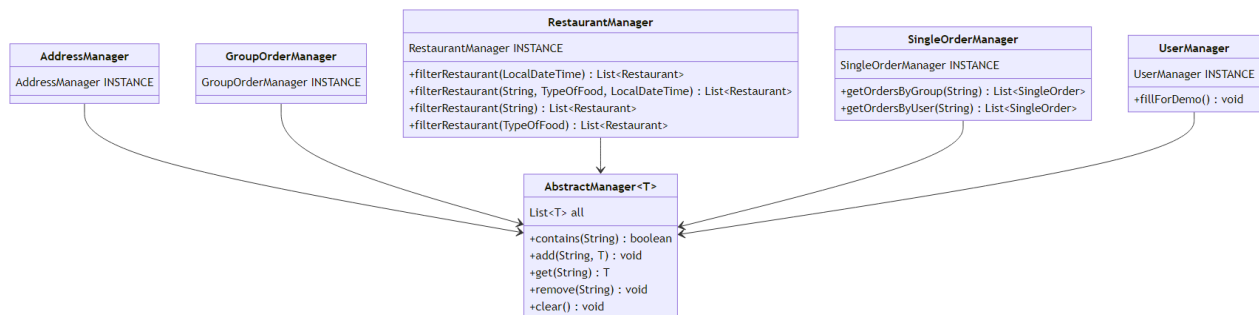 AddressManager
AddressManager INSTANCE
GroupOrderManager
GroupOrderManager INSTANCE
RestaurantManager
RestaurantManager INSTANCE
+filterRestaurant(LocalDateTime) : List<Restaurant>
+filterRestaurant(String, TypeOfFood, LocalDateTime) : List<Restaurant>
+filterRestaurant(String) : List<Restaurant>
+filterRestaurant(TypeOfFood) : List<Restaurant>
SingleOrderManager
SingleOrderManager INSTANCE
+getOrdersByGroup(String) : List<SingleOrder>
+getOrdersByUser(String) : List<SingleOrder>
UserManager
UserManager INSTANCE
+fillForDemo() : void
AbstractManager<T>
List<T> all
+contains(String) : boolean
+add(String, T) : void
+get(String) : T
+remove(String) : void
+clear() : void